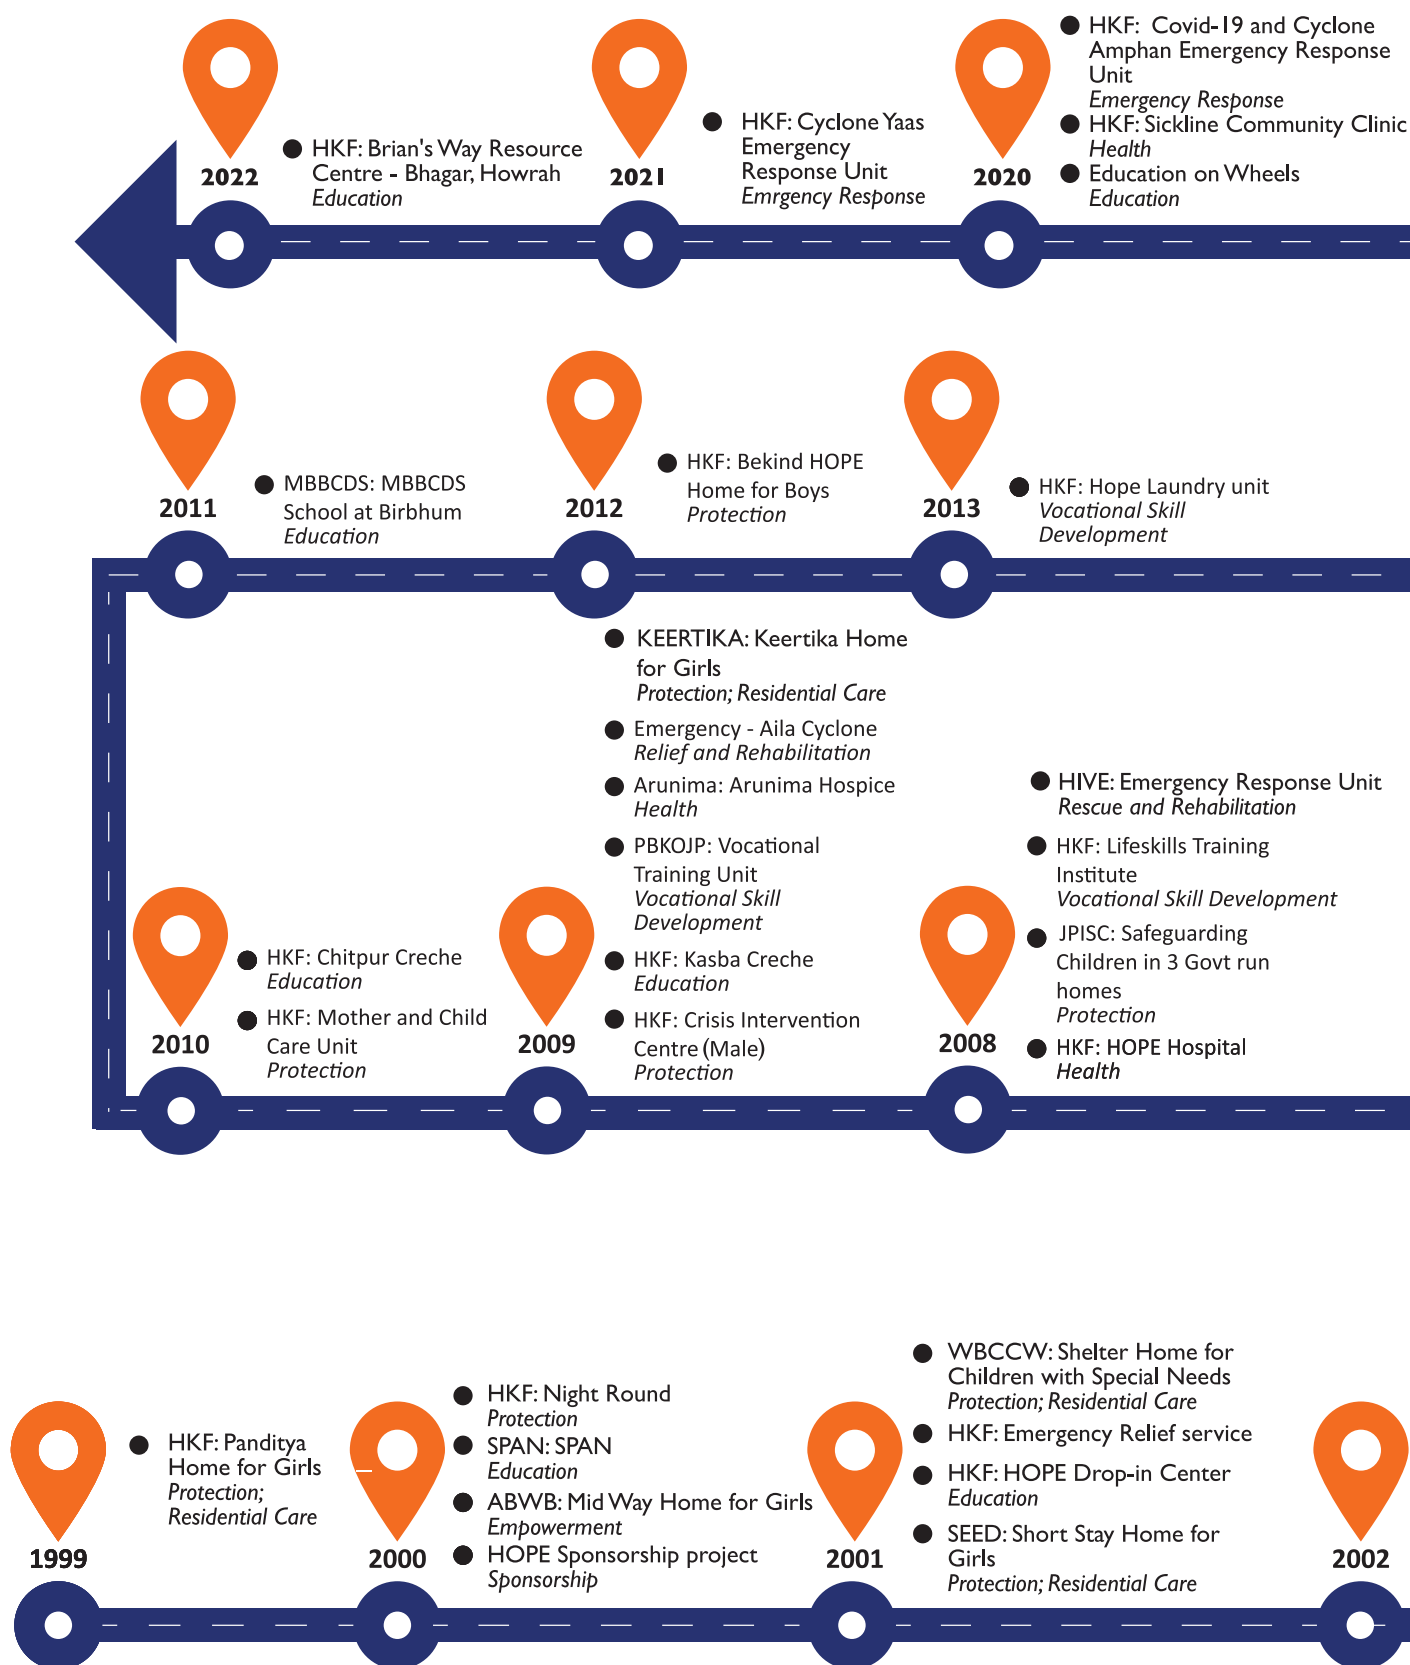 2022
HKF: Brian's Way Resource
Centre - Bhagar, Howrah
Education
2021
HKF: Cyclone Yaas
Emergency
Response Unit
Emrgency Response
2020
HKF:  Covid-19 and Cyclone
Amphan Emergency Response
Unit
Emergency Response
HKF: Sickline Community Clinic
Health
Education on Wheels
Education
2011
MBBCDS: MBBCDS
School at Birbhum
Education
2012
HKF: Bekind HOPE
Home for Boys
Protection
2013
HKF: Hope Laundry unit
Vocational Skill
Development
2010
HKF: Chitpur Creche
Education
HKF: Mother and Child
Care Unit
Protection
2009
KEERTIKA: Keertika Home
for Girls
Protection; Residential Care
Emergency - Aila Cyclone
Relief and Rehabilitation
Arunima: Arunima Hospice
Health
PBKOJP: Vocational
Training Unit
Vocational Skill
Development
HKF: Kasba Creche
Education
HKF: Crisis Intervention
Centre (Male)
Protection
2008
HIVE: Emergency Response Unit
Rescue and Rehabilitation
HKF: Lifeskills Training
Institute
Vocational Skill Development
JPISC: Safeguarding
Children in 3 Govt run
homes
Protection
HKF: HOPE Hospital
Health
1999
HKF: Panditya
Home for Girls
Protection;
Residential Care
2000
HKF: Night Round
Protection
SPAN: SPAN
Education
ABWB: Mid Way Home for Girls
Empowerment
HOPE Sponsorship project
Sponsorship
2001
WBCCW: Shelter Home for
Children with Special Needs
Protection; Residential Care
HKF: Emergency Relief service
HKF: HOPE Drop-in Center
Education
SEED: Short Stay Home for
Girls
Protection; Residential Care
2002